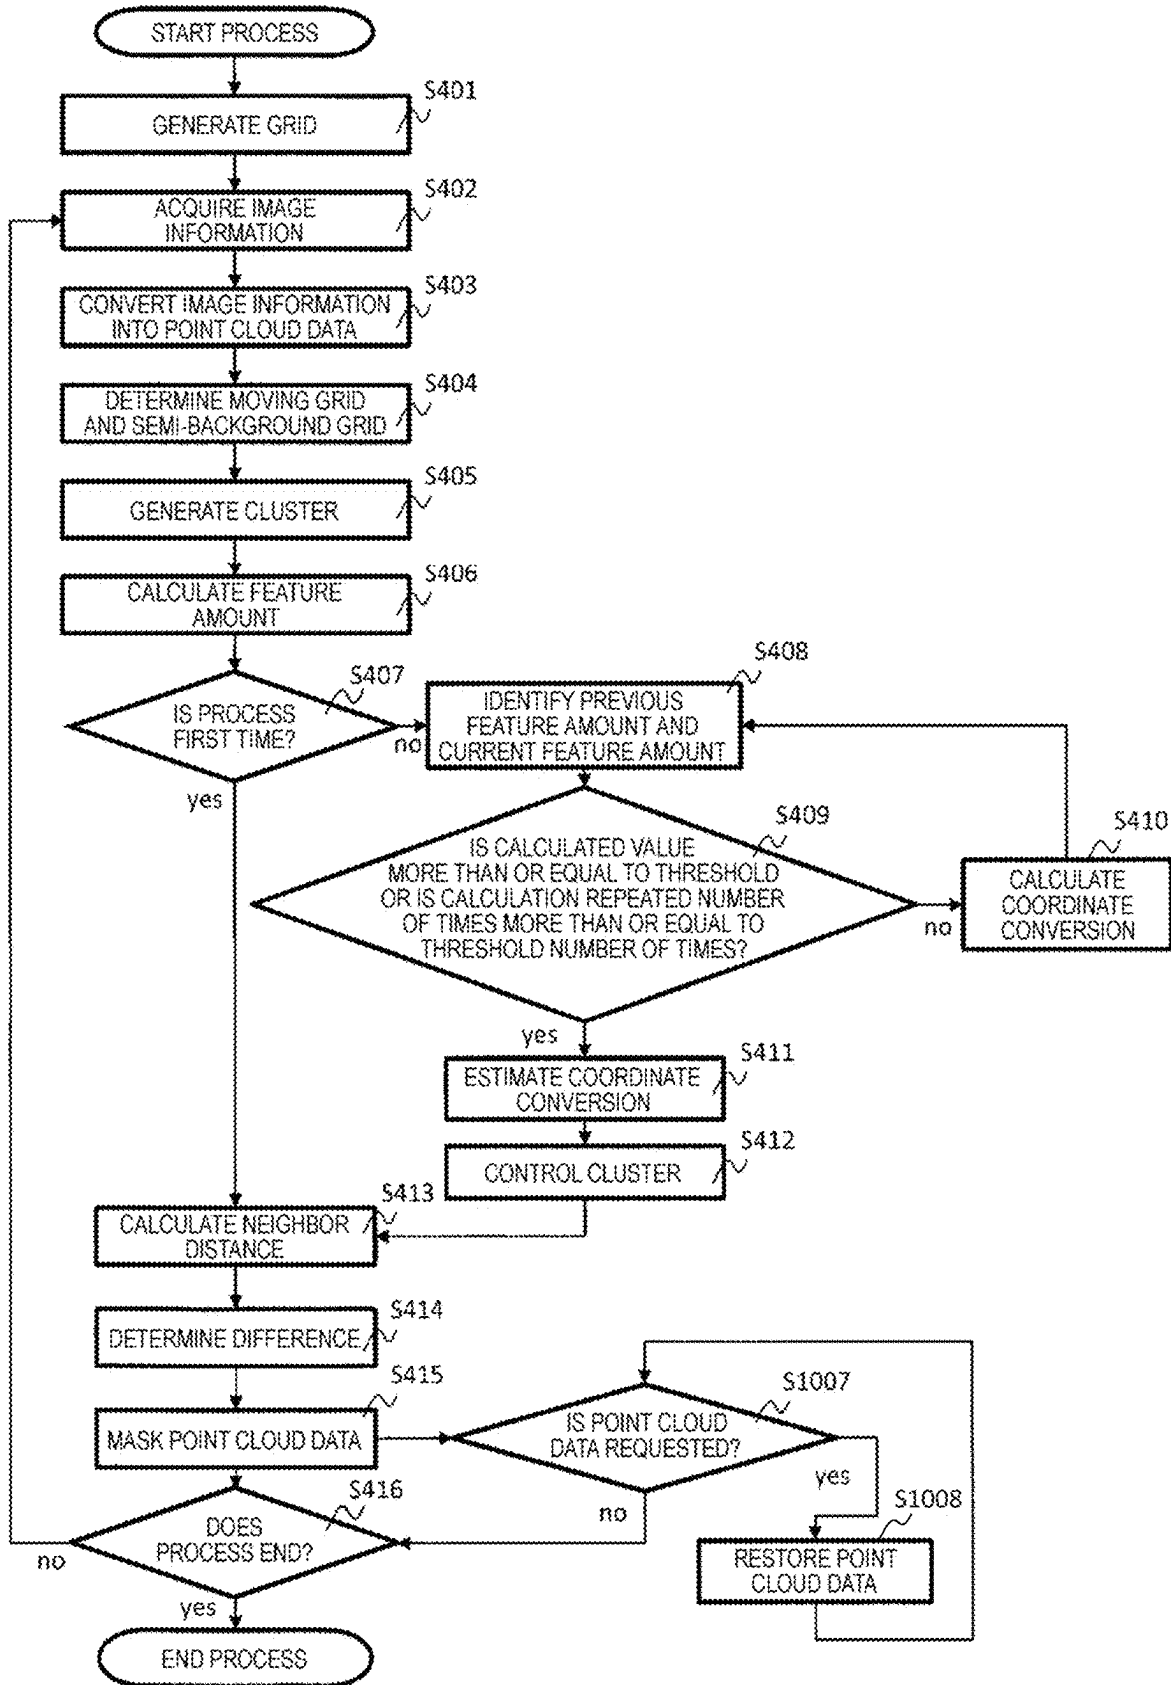 START PROCESS
S401
GENERATE GRID
S402
ACQUIRE IMAGE
INFORMATION
S403
CONVERT IMAGE INFORMATION
INTO POINT CLOUD DATA
S404
DETERMINE MOVING GRID
AND SEMI-BACKGROUND GRID
S405
GENERATE CLUSTER
S406
CALCULATE FEATURE
AMOUNT
S407
IS PROCESS
FIRST TIME?
no
yes
S408
IDENTIFY PREVIOUS
FEATURE AMOUNT AND
CURRENT FEATURE AMOUNT
S409
IS CALCULATED VALUE
MORE THAN OR EQUAL TO THRESHOLD
OR IS CALCULATION REPEATED NUMBER
OF TIMES MORE THAN OR EQUAL TO
THRESHOLD NUMBER OF TIMES?
no
yes
S410
CALCULATE
COORDINATE
CONVERSION
S411
ESTIMATE COORDINATE
CONVERSION
S412
CONTROL CLUSTER
S413
CALCULATE NEIGHBOR
DISTANCE
S414
DETERMINE DIFFERENCE
S415
MASK POINT CLOUD DATA
S1007
IS POINT CLOUD
DATA REQUESTED?
yes
no
S1008
RESTORE POINT
CLOUD DATA
S416
DOES
PROCESS END?
no
yes
END PROCESS